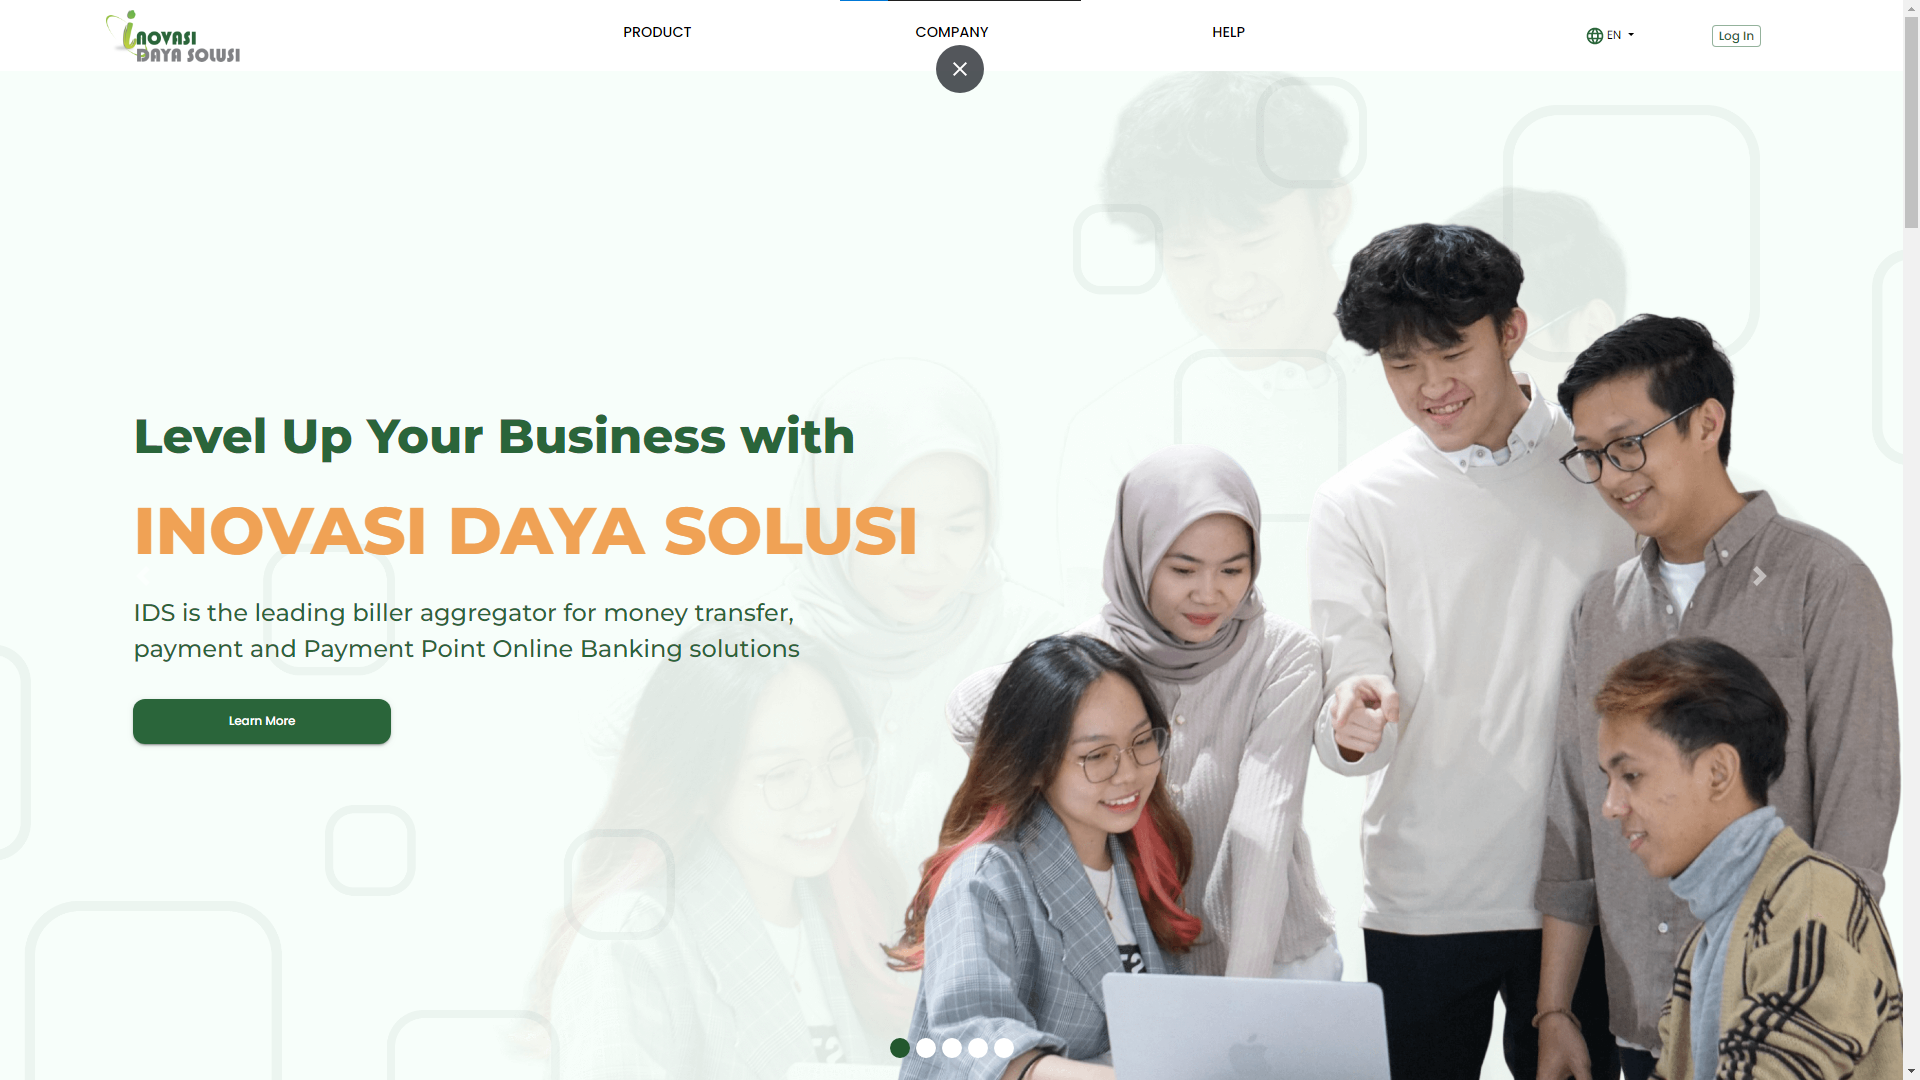 iNOVASI
DAYA SOLUSI
PRODUCT
COMPANY
HELP
EN
Log In
Level Up Your Business with
INOVASI DAYA SOLUSI
IDS is the leading biller aggregator for money transfer,
payment and Payment Point Online Banking solutions
Learn More